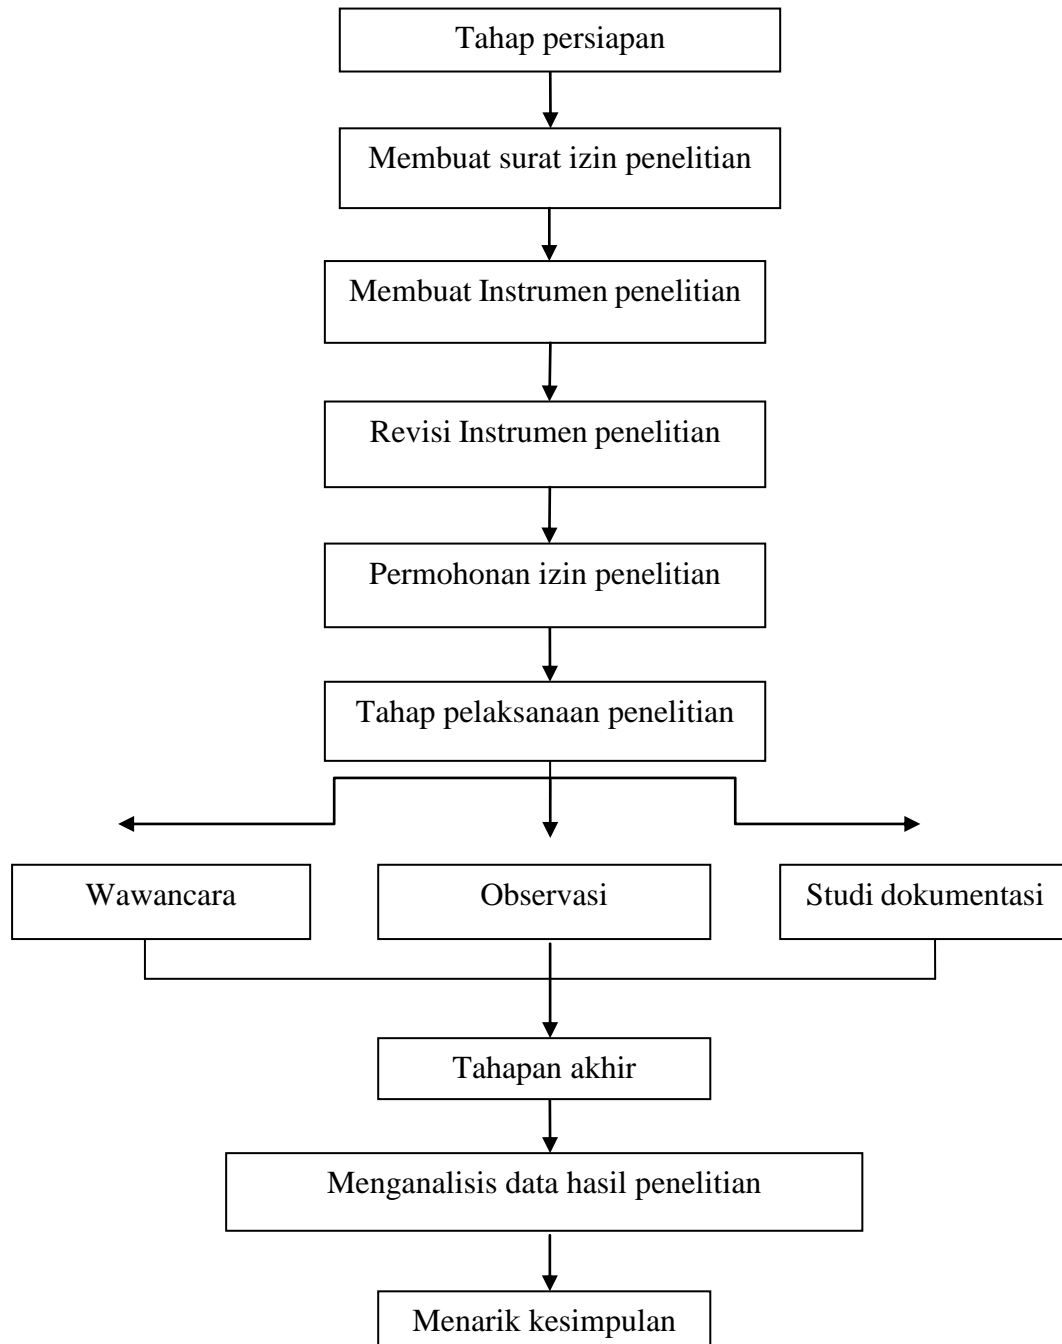 Tahap persiapan
Membuat surat izin penelitian
Membuat Instrumen penelitian
Revisi Instrumen penelitian
Permohonan izin penelitian
Tahap pelaksanaan penelitian
Wawancara
Observasi
Studi dokumentasi
Tahapan akhir
Menganalisis data hasil penelitian
Menarik kesimpulan